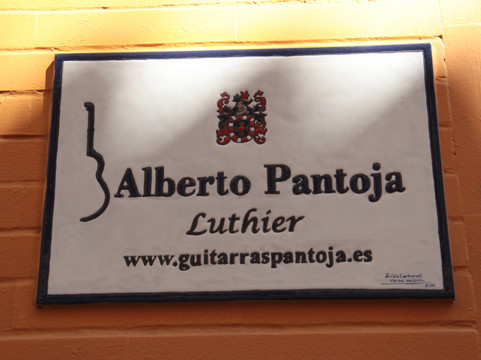 Alberto Pantoja
Luthier
www.guitarraspantoja.es